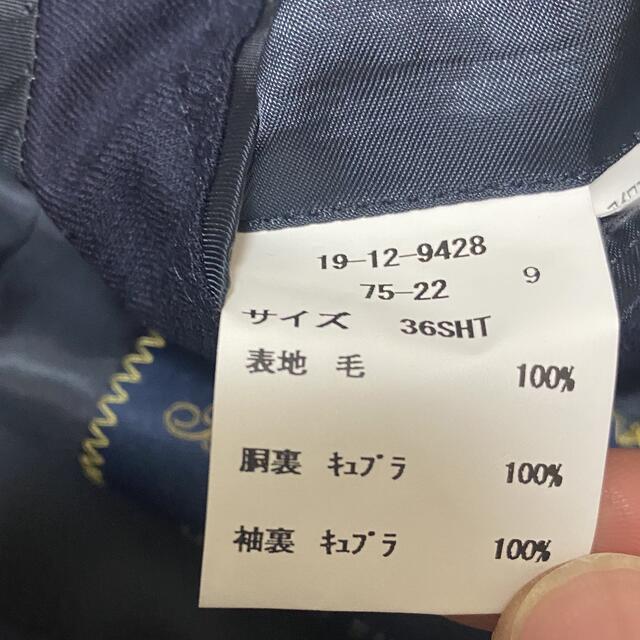 19-12-9428
75-22 9
サイズ 36SHT
表地 毛 100%
胴裏 ｷｭﾌﾟﾗ 100%
袖裏 ｷｭﾌﾟﾗ 100%